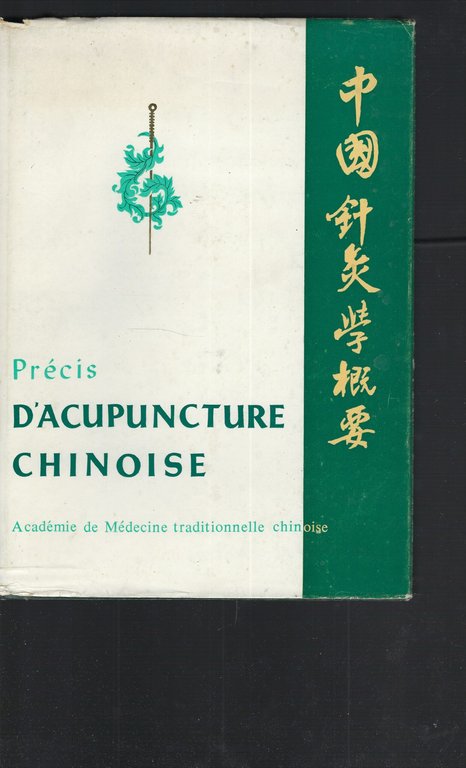 中國針灸學概要
Précis
D'ACUPUNCTURE
CHINOISE
Académie de Médecine traditionnelle chinoise